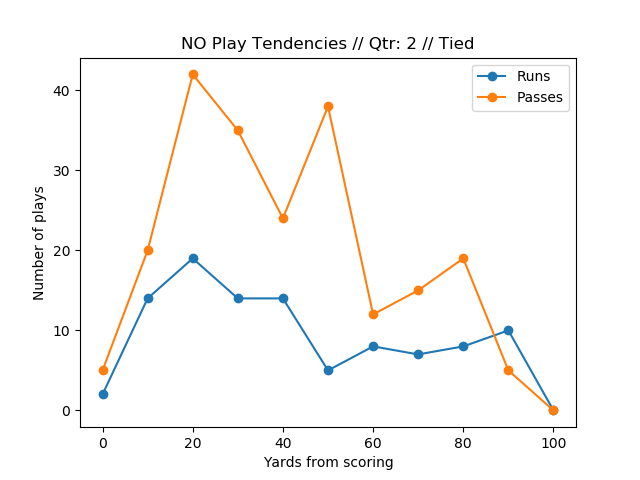 NO Play Tendencies // Qtr: 2 // Tied
Runs
Passes
40
30
20
10
0
Number of plays
0 20 40 60 80 100
Yards from scoring